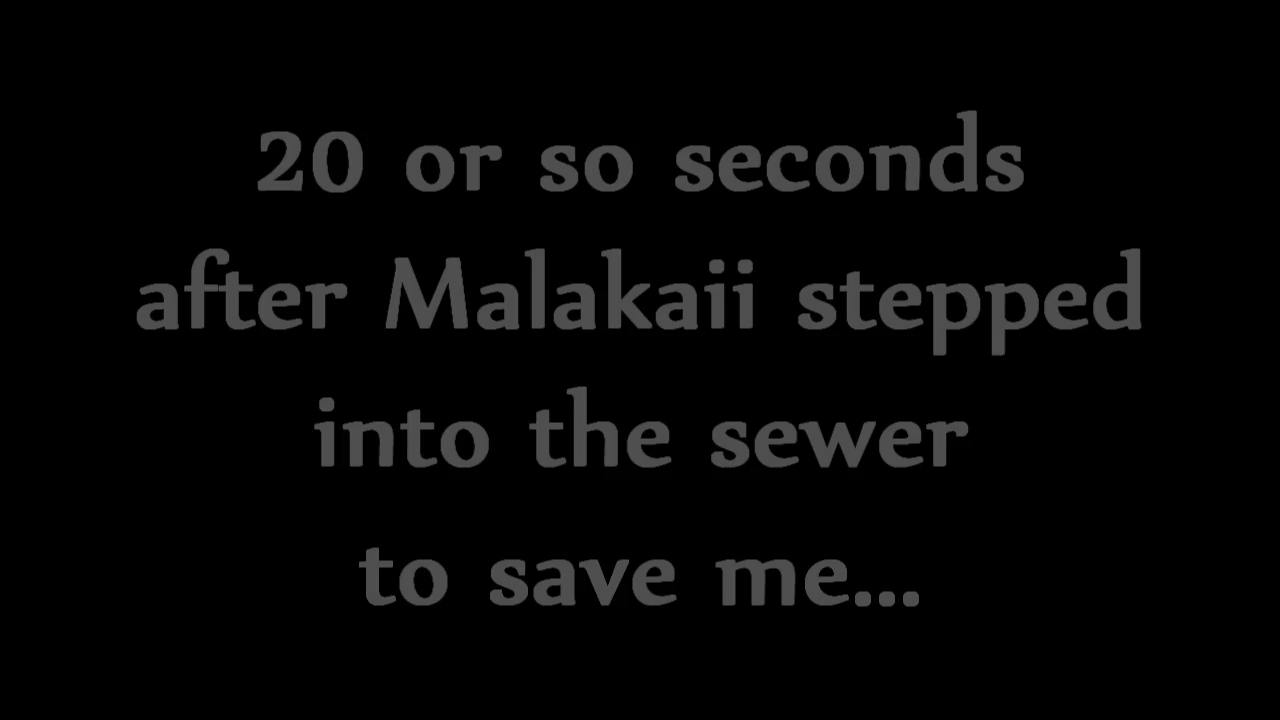 20 or so seconds
after Malakaii stepped
into the sewer
to save me...